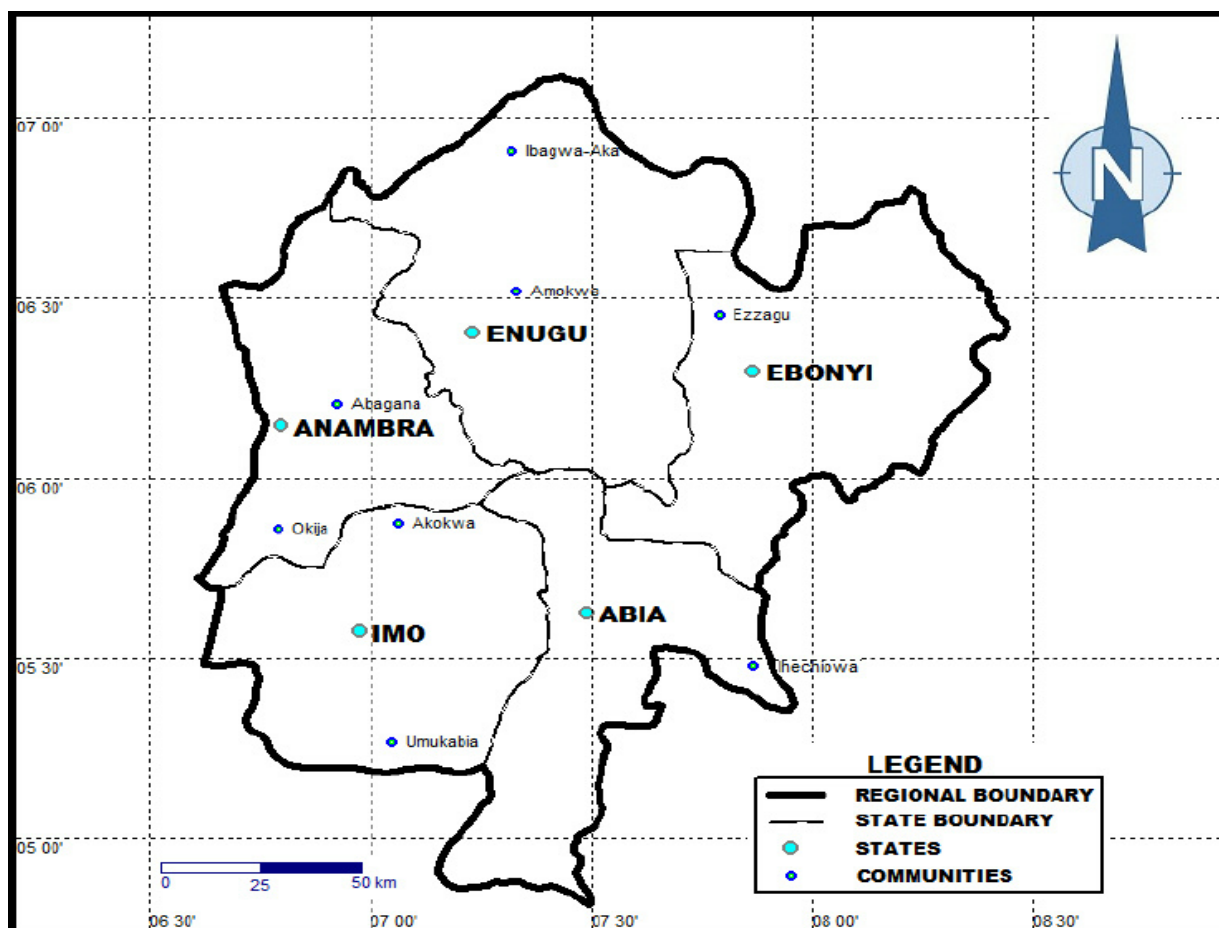 N
07 00'
Ibagwa-Aka
06 30'
Amokwa
Ezzagu
ENUGU
EBONYI
Abagana
ANAMBRA
06 00'
Okija
Akokwa
ABIA
IMO
05 30'
Ihechiowa
Umukabia
LEGEND
REGIONAL BOUNDARY
STATE BOUNDARY
STATES
COMMUNITIES
05 00'
0 25 50 km
06 30' 07 00' 07 30' 08 00' 08 30'